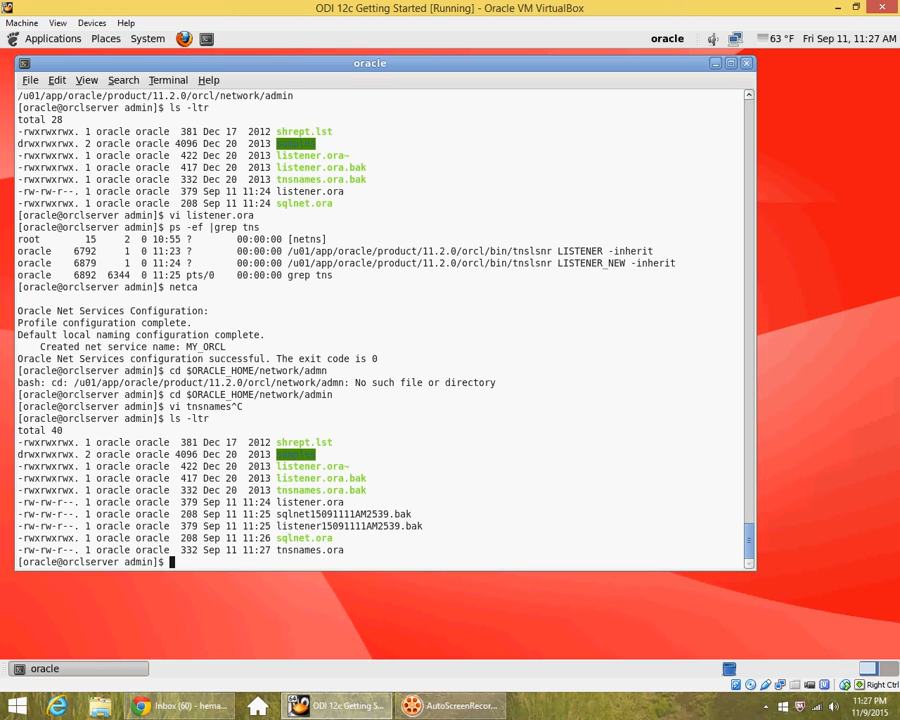 ODI 12c Getting Started [Running] - Oracle VM VirtualBox
Machine View Devices Help
Applications Places System
oracle
63 °F Fri Sep 11, 11:27 AM
oracle
File Edit View Search Terminal Help
/u01/app/oracle/product/11.2.0/orcl/network/admin
[oracle@orclserver admin]$ ls -ltr
total 28
-rwxrwxrwx. 1 oracle oracle 381 Dec 17 2012 shrept.lst
drwxrwxrwx. 2 oracle oracle 4096 Dec 20 2013
-rwxrwxrwx. 1 oracle oracle 422 Dec 20 2013 listener.ora~
-rwxrwxrwx. 1 oracle oracle 417 Dec 20 2013 listener.ora.bak
-rwxrwxrwx. 1 oracle oracle 332 Dec 20 2013 tnsnames.ora.bak
-rw-rw-r--. 1 oracle oracle 379 Sep 11 11:24 listener.ora
-rwxrwxrwx. 1 oracle oracle 208 Sep 11 11:24 sqlnet.ora
[oracle@orclserver admin]$ vi listener.ora
[oracle@orclserver admin]$ ps -ef |grep tns
root 15 2 0 10:55 ? 00:00:00 [netns]
oracle 6792 1 0 11:23 ? 00:00:00 /u01/app/oracle/product/11.2.0/orcl/bin/tnslsnr LISTENER -inherit
oracle 6879 1 0 11:24 ? 00:00:00 /u01/app/oracle/product/11.2.0/orcl/bin/tnslsnr LISTENER_NEW -inherit
oracle 6892 6344 0 11:25 pts/0 00:00:00 grep tns
[oracle@orclserver admin]$ netca
Oracle Net Services Configuration:
Profile configuration complete.
Default local naming configuration complete.
Created net service name: MY_ORCL
Oracle Net Services configuration successful. The exit code is 0
[oracle@orclserver admin]$ cd $ORACLE_HOME/network/admn
bash: cd: /u01/app/oracle/product/11.2.0/orcl/network/admn: No such file or directory
[oracle@orclserver admin]$ cd $ORACLE_HOME/network/admin
[oracle@orclserver admin]$ vi tnsnames^C
[oracle@orclserver admin]$ ls -ltr
total 40
-rwxrwxrwx. 1 oracle oracle 381 Dec 17 2012 shrept.lst
drwxrwxrwx. 2 oracle oracle 4096 Dec 20 2013
-rwxrwxrwx. 1 oracle oracle 422 Dec 20 2013 listener.ora~
-rwxrwxrwx. 1 oracle oracle 417 Dec 20 2013 listener.ora.bak
-rwxrwxrwx. 1 oracle oracle 332 Dec 20 2013 tnsnames.ora.bak
-rw-rw-r--. 1 oracle oracle 379 Sep 11 11:24 listener.ora
-rw-rw-r--. 1 oracle oracle 208 Sep 11 11:25 sqlnet15091111AM2539.bak
-rw-rw-r--. 1 oracle oracle 379 Sep 11 11:25 listener15091111AM2539.bak
-rwxrwxrwx. 1 oracle oracle 208 Sep 11 11:26 sqlnet.ora
-rw-rw-r--. 1 oracle oracle 332 Sep 11 11:27 tnsnames.ora
[oracle@orclserver admin]$
oracle
Right Ctrl
Inbox (60) - hema...
ODI 12c Getting S...
AutoScreenRecor...
11:27 PM
11/9/2015